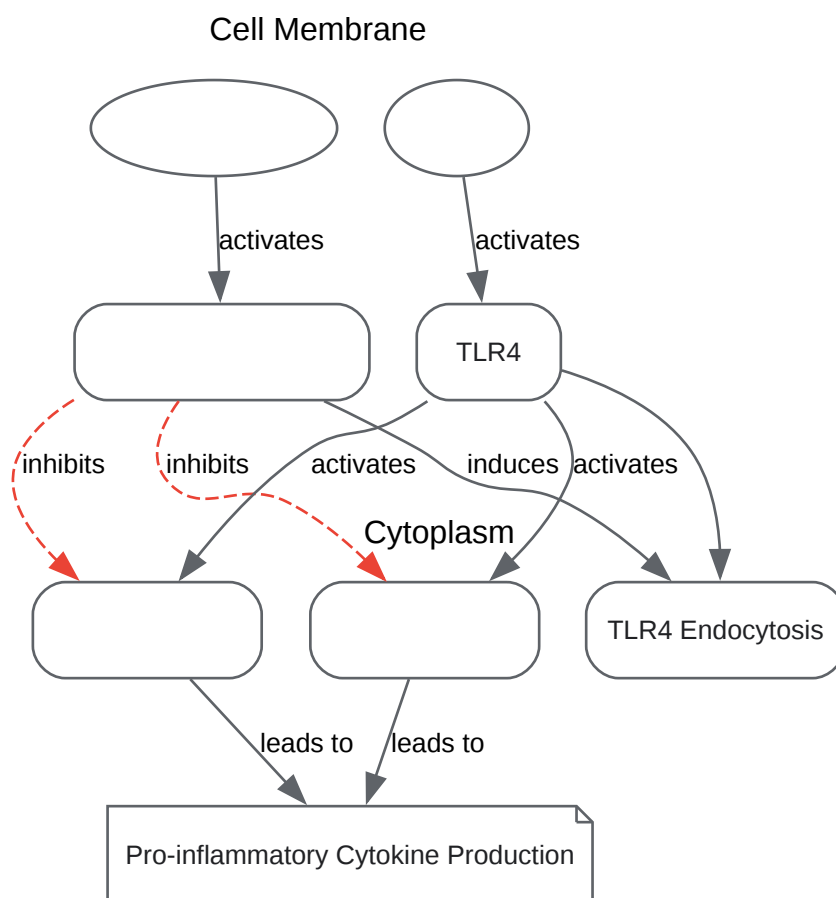 Cell Membrane
activates
activates
TLR4
inhibits
inhibits
activates
induces
activates
Cytoplasm
TLR4 Endocytosis
leads to
leads to
Pro-inflammatory Cytokine Production